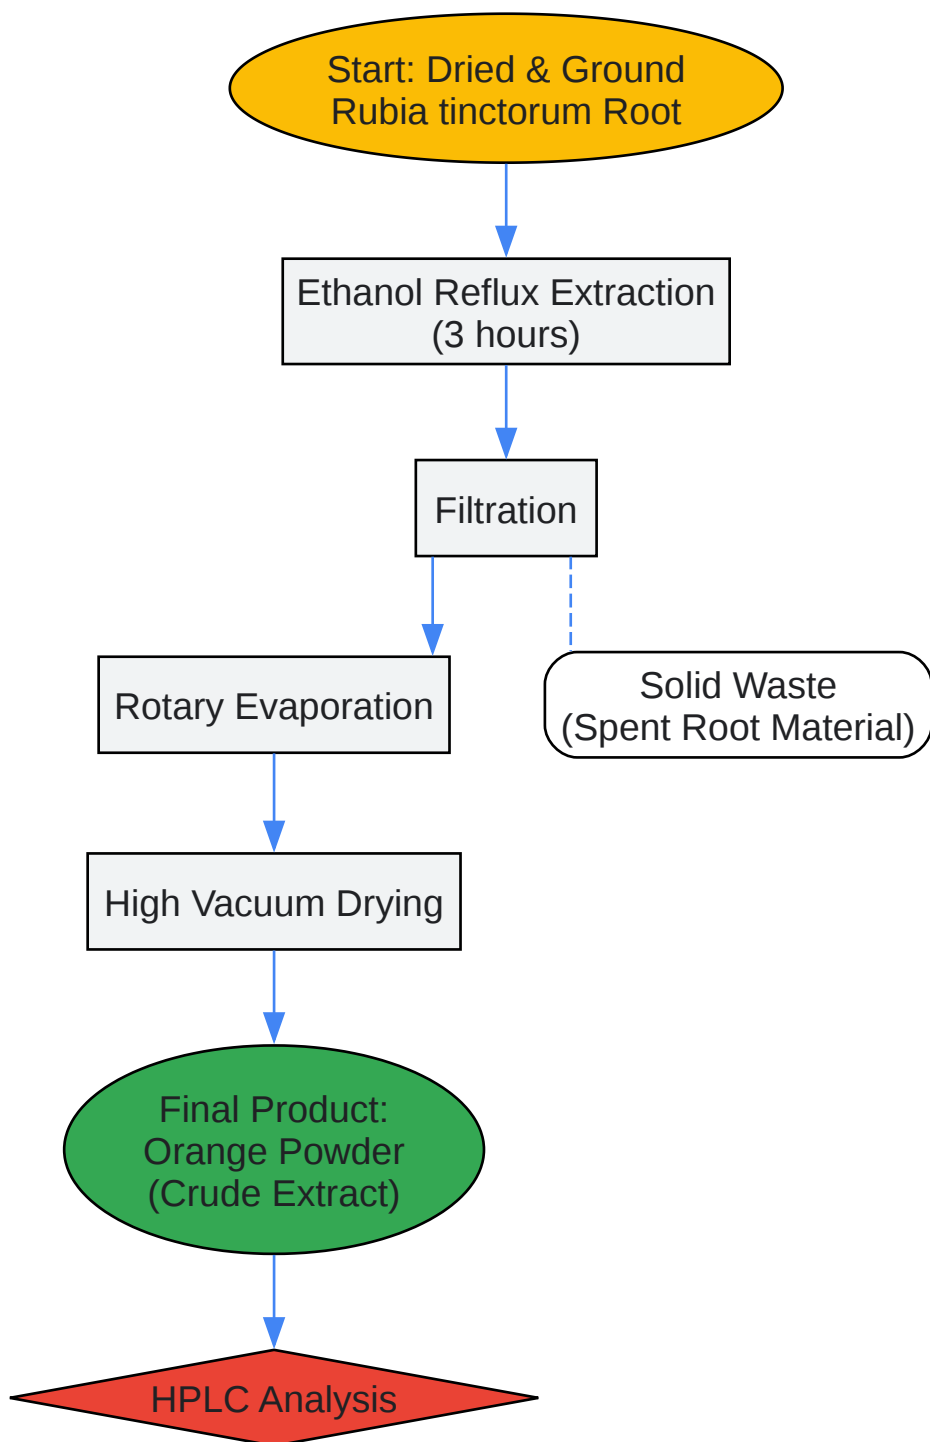 Start: Dried & Ground
Rubia tinctorum Root
Ethanol Reflux Extraction
(3 hours)
Filtration
Rotary Evaporation
Solid Waste
(Spent Root Material)
High Vacuum Drying
Final Product:
Orange Powder
(Crude Extract)
HPLC Analysis